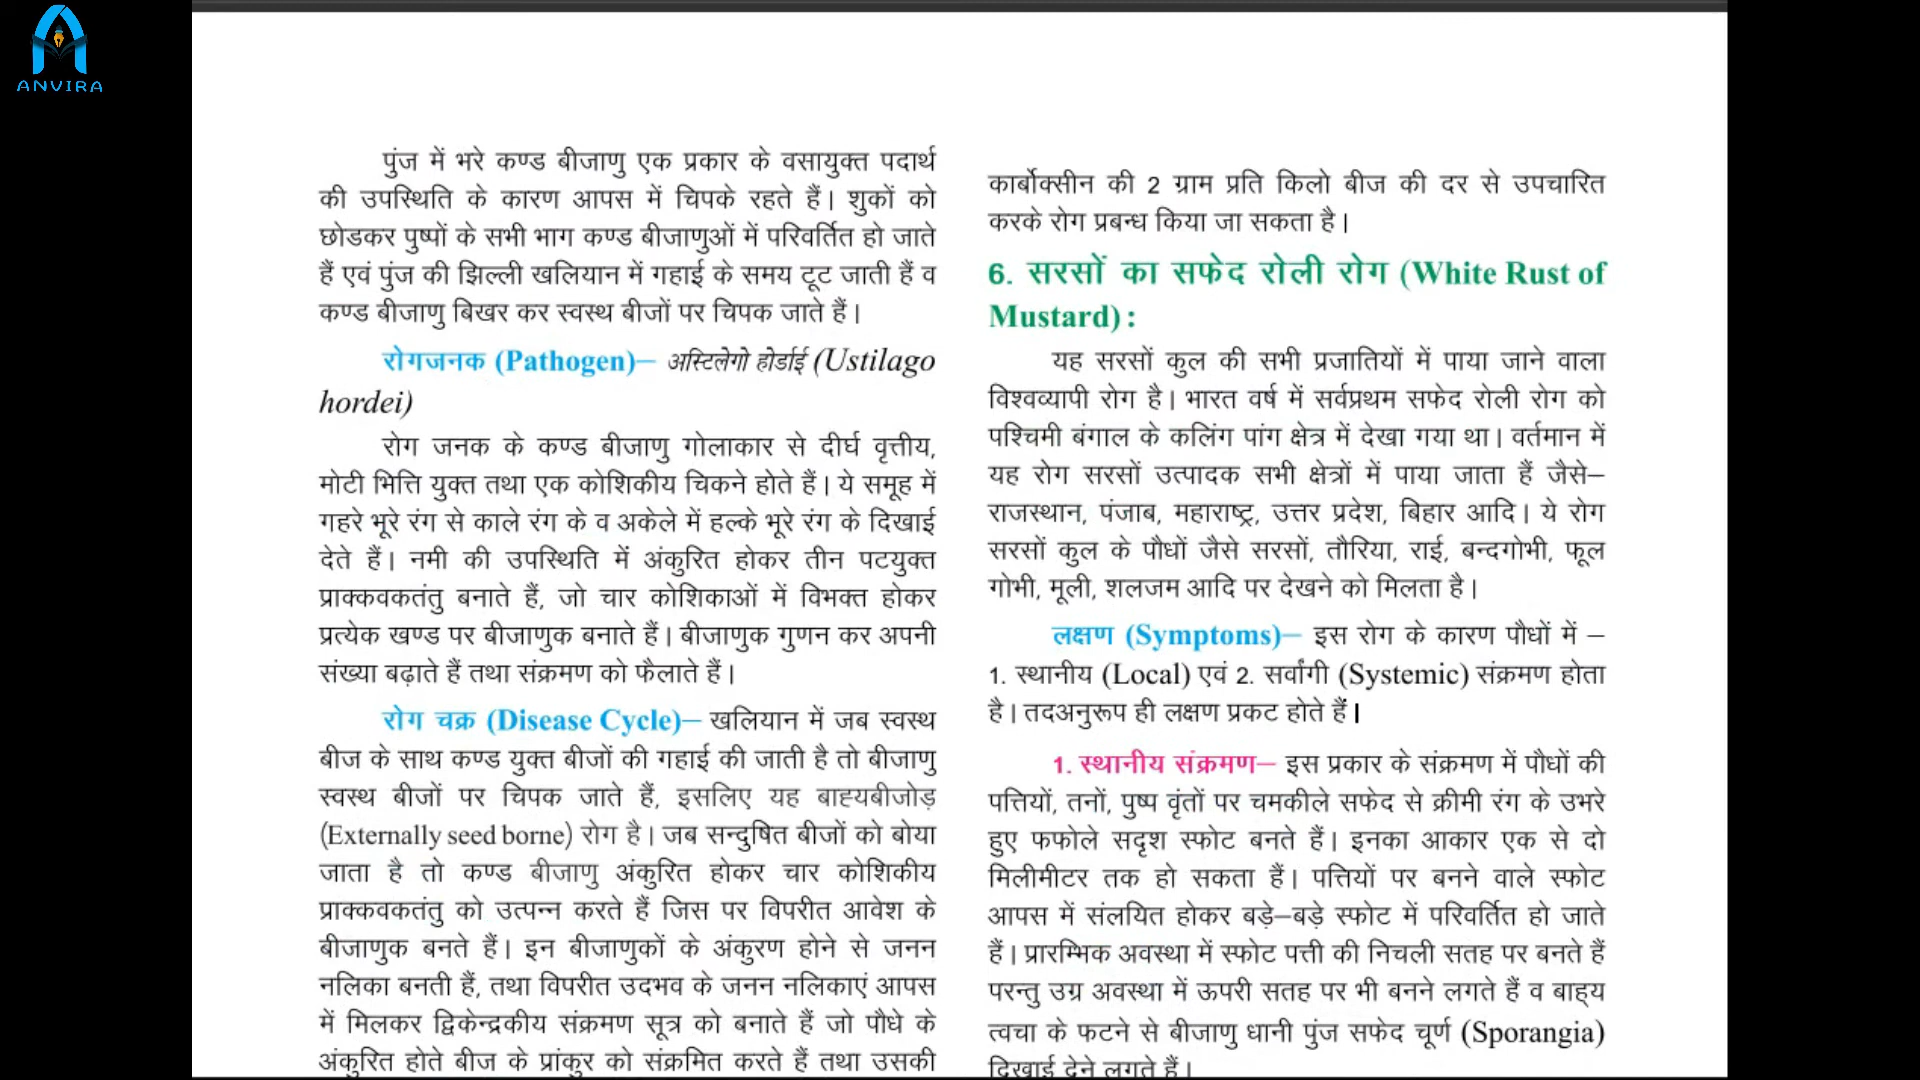 ANVIRA
पुंज में भरे कण्ड बीजाणु एक प्रकार के वसायुक्त पदार्थ
की उपस्थिति के कारण आपस में चिपके रहते हैं। शुकों को
छोडकर पुष्पों के सभी भाग कण्ड बीजाणुओं में परिवर्तित हो जाते
हैं एवं पुंज की झिल्ली खलियान में गहाई के समय टूट जाती हैं व
कण्ड बीजाणु बिखर कर स्वस्थ बीजों पर चिपक जाते हैं।
रोगजनक (Pathogen)– अस्टिलेगो होर्डाई (Ustilago
hordei)
रोग जनक के कण्ड बीजाणु गोलाकार से दीर्घ वृत्तीय,
मोटी भित्ति युक्त तथा एक कोशिकीय चिकने होते हैं। ये समूह में
गहरे भूरे रंग से काले रंग के व अकेले में हल्के भूरे रंग के दिखाई
देते हैं। नमी की उपस्थिति में अंकुरित होकर तीन पटयुक्त
प्राक्कवकतंतु बनाते हैं, जो चार कोशिकाओं में विभक्त होकर
प्रत्येक खण्ड पर बीजाणुक बनाते हैं। बीजाणुक गुणन कर अपनी
संख्या बढ़ाते हैं तथा संक्रमण को फैलाते हैं।
रोग चक्र (Disease Cycle)– खलियान में जब स्वस्थ
बीज के साथ कण्ड युक्त बीजों की गहाई की जाती है तो बीजाणु
स्वस्थ बीजों पर चिपक जाते हैं, इसलिए यह बाह्यबीजोड़
(Externally seed borne) रोग है। जब सन्दुषित बीजों को बोया
जाता है तो कण्ड बीजाणु अंकुरित होकर चार कोशिकीय
प्राक्कवकतंतु को उत्पन्न करते हैं जिस पर विपरीत आवेश के
बीजाणुक बनते हैं। इन बीजाणुकों के अंकुरण होने से जनन
नलिका बनती हैं, तथा विपरीत उदभव के जनन नलिकाएं आपस
में मिलकर द्विकेन्द्रकीय संक्रमण सूत्र को बनाते हैं जो पौधे के
अंकुरित होते बीज के प्रांकुर को संक्रमित करते हैं तथा उसकी
कार्बोक्सीन की 2 ग्राम प्रति किलो बीज की दर से उपचारित
करके रोग प्रबन्ध किया जा सकता है।
6. सरसों का सफेद रोली रोग (White Rust of
Mustard) :
यह सरसों कुल की सभी प्रजातियों में पाया जाने वाला
विश्वव्यापी रोग है। भारत वर्ष में सर्वप्रथम सफेद रोली रोग को
पश्चिमी बंगाल के कलिंग पांग क्षेत्र में देखा गया था। वर्तमान में
यह रोग सरसों उत्पादक सभी क्षेत्रों में पाया जाता हैं जैसे–
राजस्थान, पंजाब, महाराष्ट्र, उत्तर प्रदेश, बिहार आदि। ये रोग
सरसों कुल के पौधों जैसे सरसों, तौरिया, राई, बन्दगोभी, फूल
गोभी, मूली, शलजम आदि पर देखने को मिलता है।
लक्षण (Symptoms)– इस रोग के कारण पौधों में –
1. स्थानीय (Local) एवं 2. सर्वांगी (Systemic) संक्रमण होता
है। तदअनुरूप ही लक्षण प्रकट होते हैं।
1. स्थानीय संक्रमण– इस प्रकार के संक्रमण में पौधों की
पत्तियों, तनों, पुष्प वृंतों पर चमकीले सफेद से क्रीमी रंग के उभरे
हुए फफोले सदृश स्फोट बनते हैं। इनका आकार एक से दो
मिलीमीटर तक हो सकता हैं। पत्तियों पर बनने वाले स्फोट
आपस में संलयित होकर बड़े–बड़े स्फोट में परिवर्तित हो जाते
हैं। प्रारम्भिक अवस्था में स्फोट पत्ती की निचली सतह पर बनते हैं
परन्तु उग्र अवस्था में ऊपरी सतह पर भी बनने लगते हैं व बाह्य
त्वचा के फटने से बीजाणु धानी पुंज सफेद चूर्ण (Sporangia)
दिखाई देने लगते हैं।